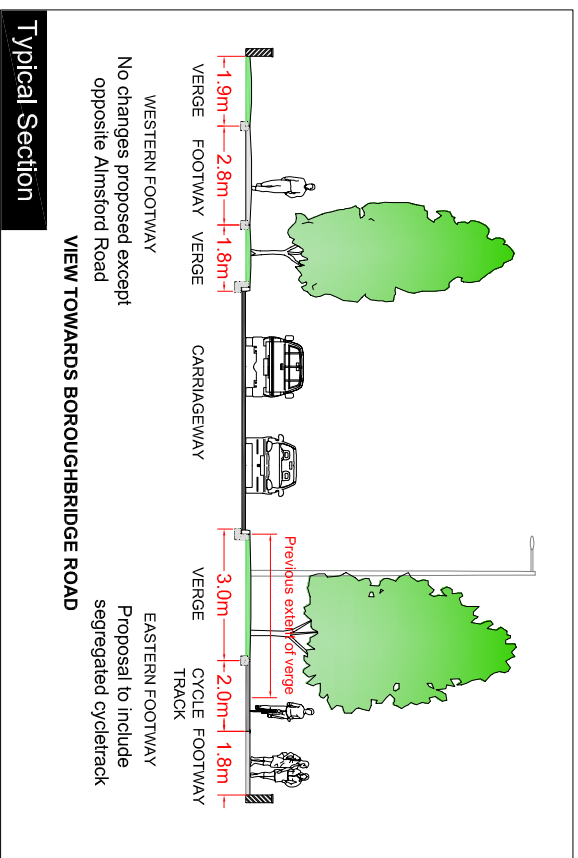 Previous extent of verge
1.9m
2.8m
1.8m
3.0m
2.0m
1.8m
VERGE
FOOTWAY
VERGE
CARRIAGEWAY
VERGE
CYCLE
TRACK
FOOTWAY
WESTERN FOOTWAY
No changes proposed except
opposite Almsford Road
EASTERN FOOTWAY
Proposal to include
segregated cycletrack
VIEW TOWARDS BOROUGHBRIDGE ROAD
Typical Section